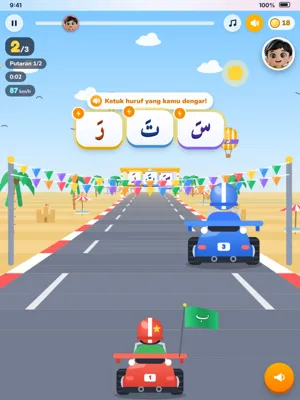 9:41
100%
2/3
18
Putaran 1/2
0:02
87 km/h
Ketuk huruf yang kamu dengar!
رَ تَ سَ
3
ب
1